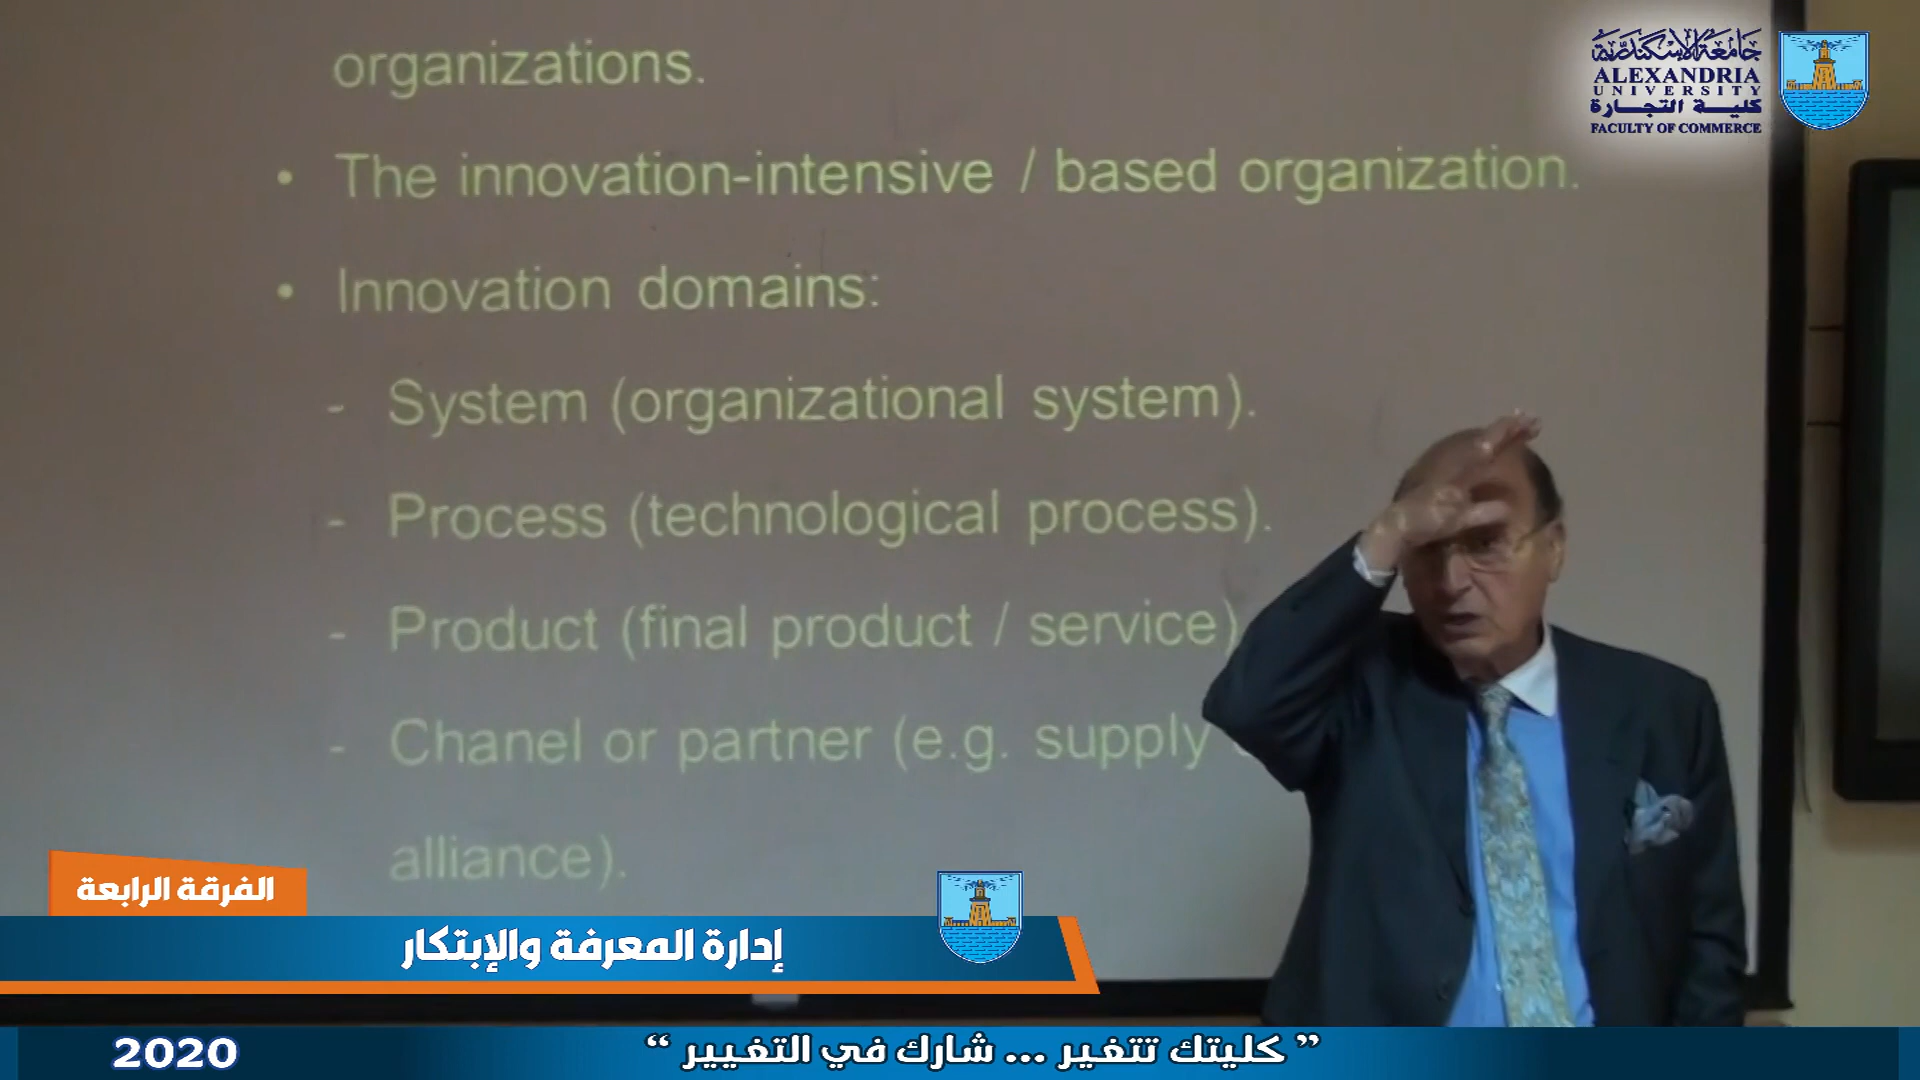 organizations.
• The innovation-intensive / based organization.
• Innovation domains:
- System (organizational system).
- Process (technological process).
- Product (final product / service)
- Chanel or partner (e.g. supply
alliance).
جامعة الإسكندرية
ALEXANDRIA
UNIVERSITY
كلية التجارة
FACULTY OF COMMERCE
الفرقة الرابعة
إدارة المعرفة والإبتكار
2020
” كليتك تتغير ... شارك في التغيير “